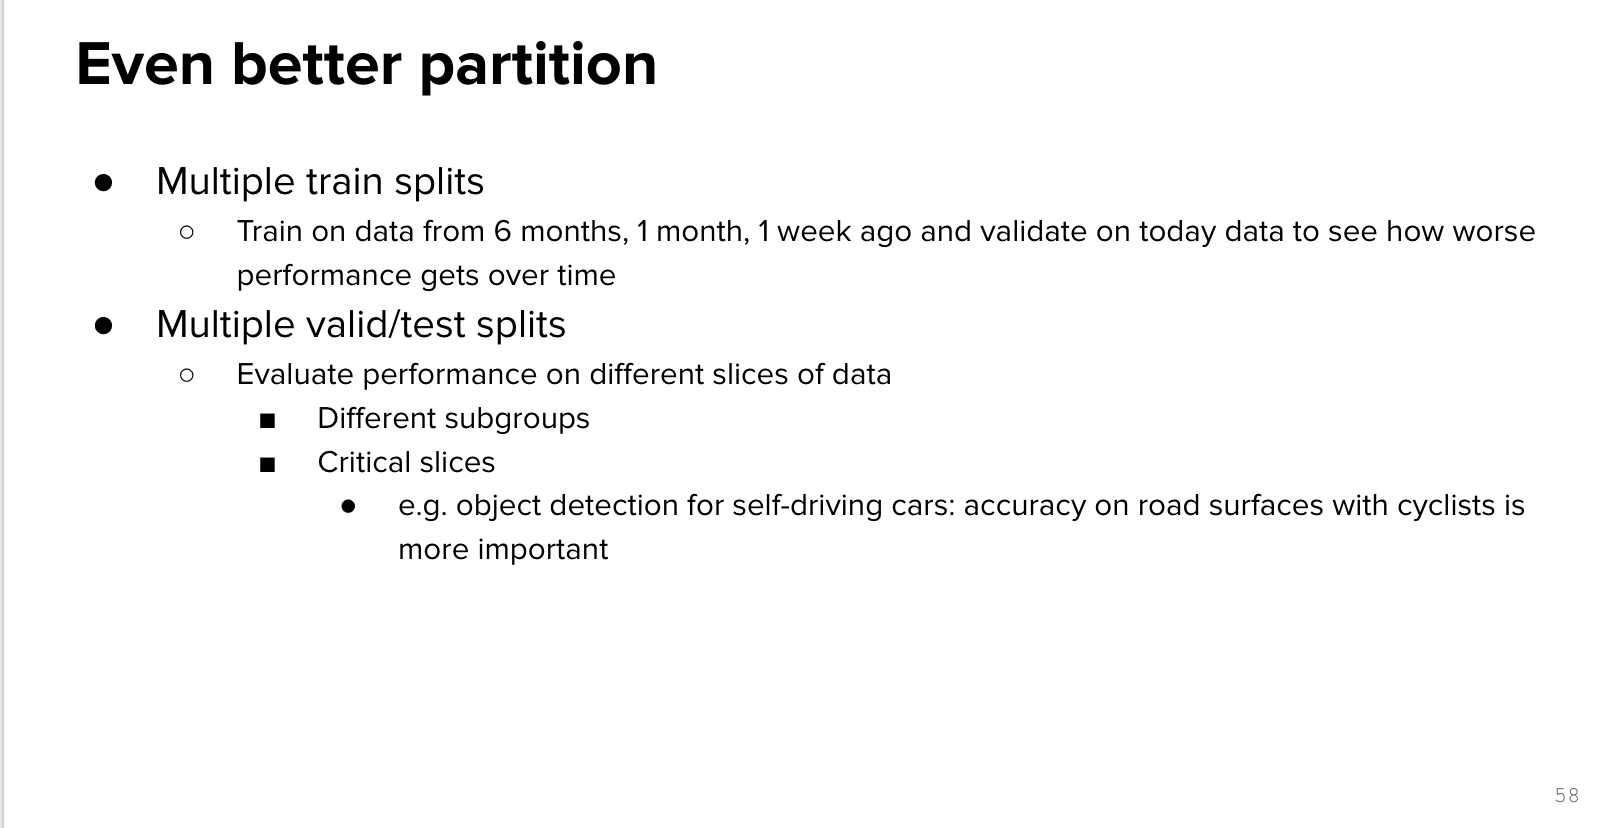 Even better partition
● Multiple train splits
○ Train on data from 6 months, 1 month, 1 week ago and validate on today data to see how worse
performance gets over time
● Multiple valid/test splits
○ Evaluate performance on different slices of data
■ Different subgroups
■ Critical slices
● e.g. object detection for self-driving cars: accuracy on road surfaces with cyclists is
more important
58